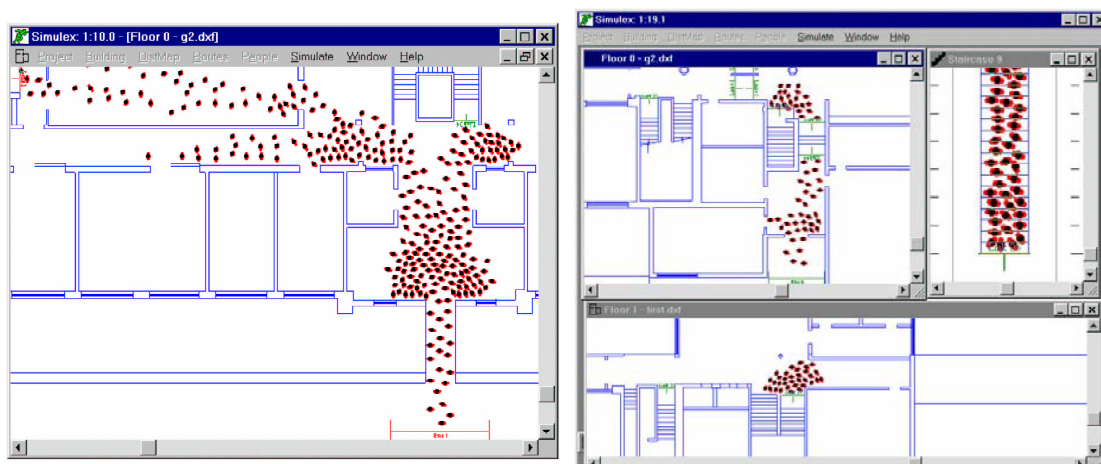 Simulex: 1:10.0 - [Floor 0 - g2.dxf]
Project Building DistMap Routes People Simulate Window Help
Simulex: 1:19.1
Project Building DistMap Routes People Simulate Window Help
Floor 0 - g2.dxf
Staircase 9
Floor 1 - first.dxf